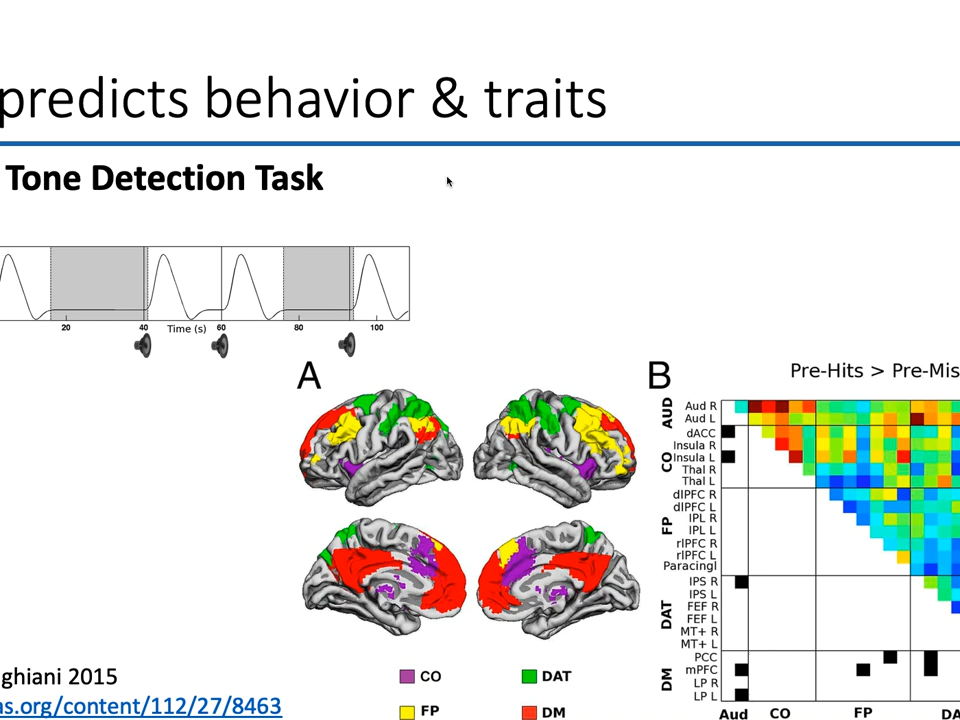 predicts behavior & traits
Tone Detection Task
20 40 60 80 100
Time (s)
A
B
Pre-Hits > Pre-Mis
AUD
Aud R
Aud L
CO
dACC
Insula R
Insula L
Thal R
Thal L
FP
dlPFC R
dlPFC L
IPL R
IPL L
rlPFC R
rlPFC L
Paracingl
DAT
IPS R
IPS L
FEF R
FEF L
MT+ R
MT+ L
DM
PCC
mPFC
LP R
LP L
Aud CO FP DA
CO DAT
FP DM
ghiani 2015
as.org/content/112/27/8463